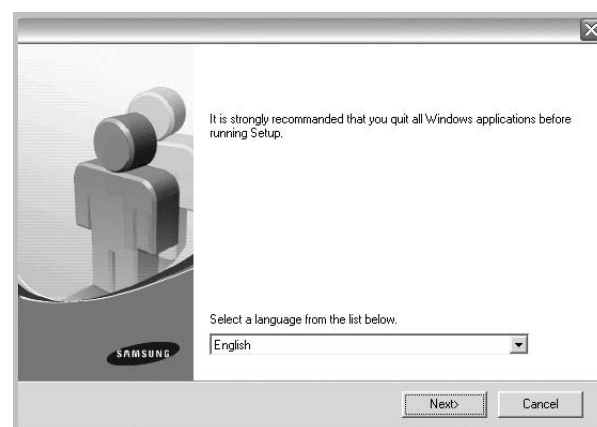 It is strongly recommanded that you quit all Windows applications before
running Setup.
Select a language from the list below.
English
SAMSUNG
Next>
Cancel